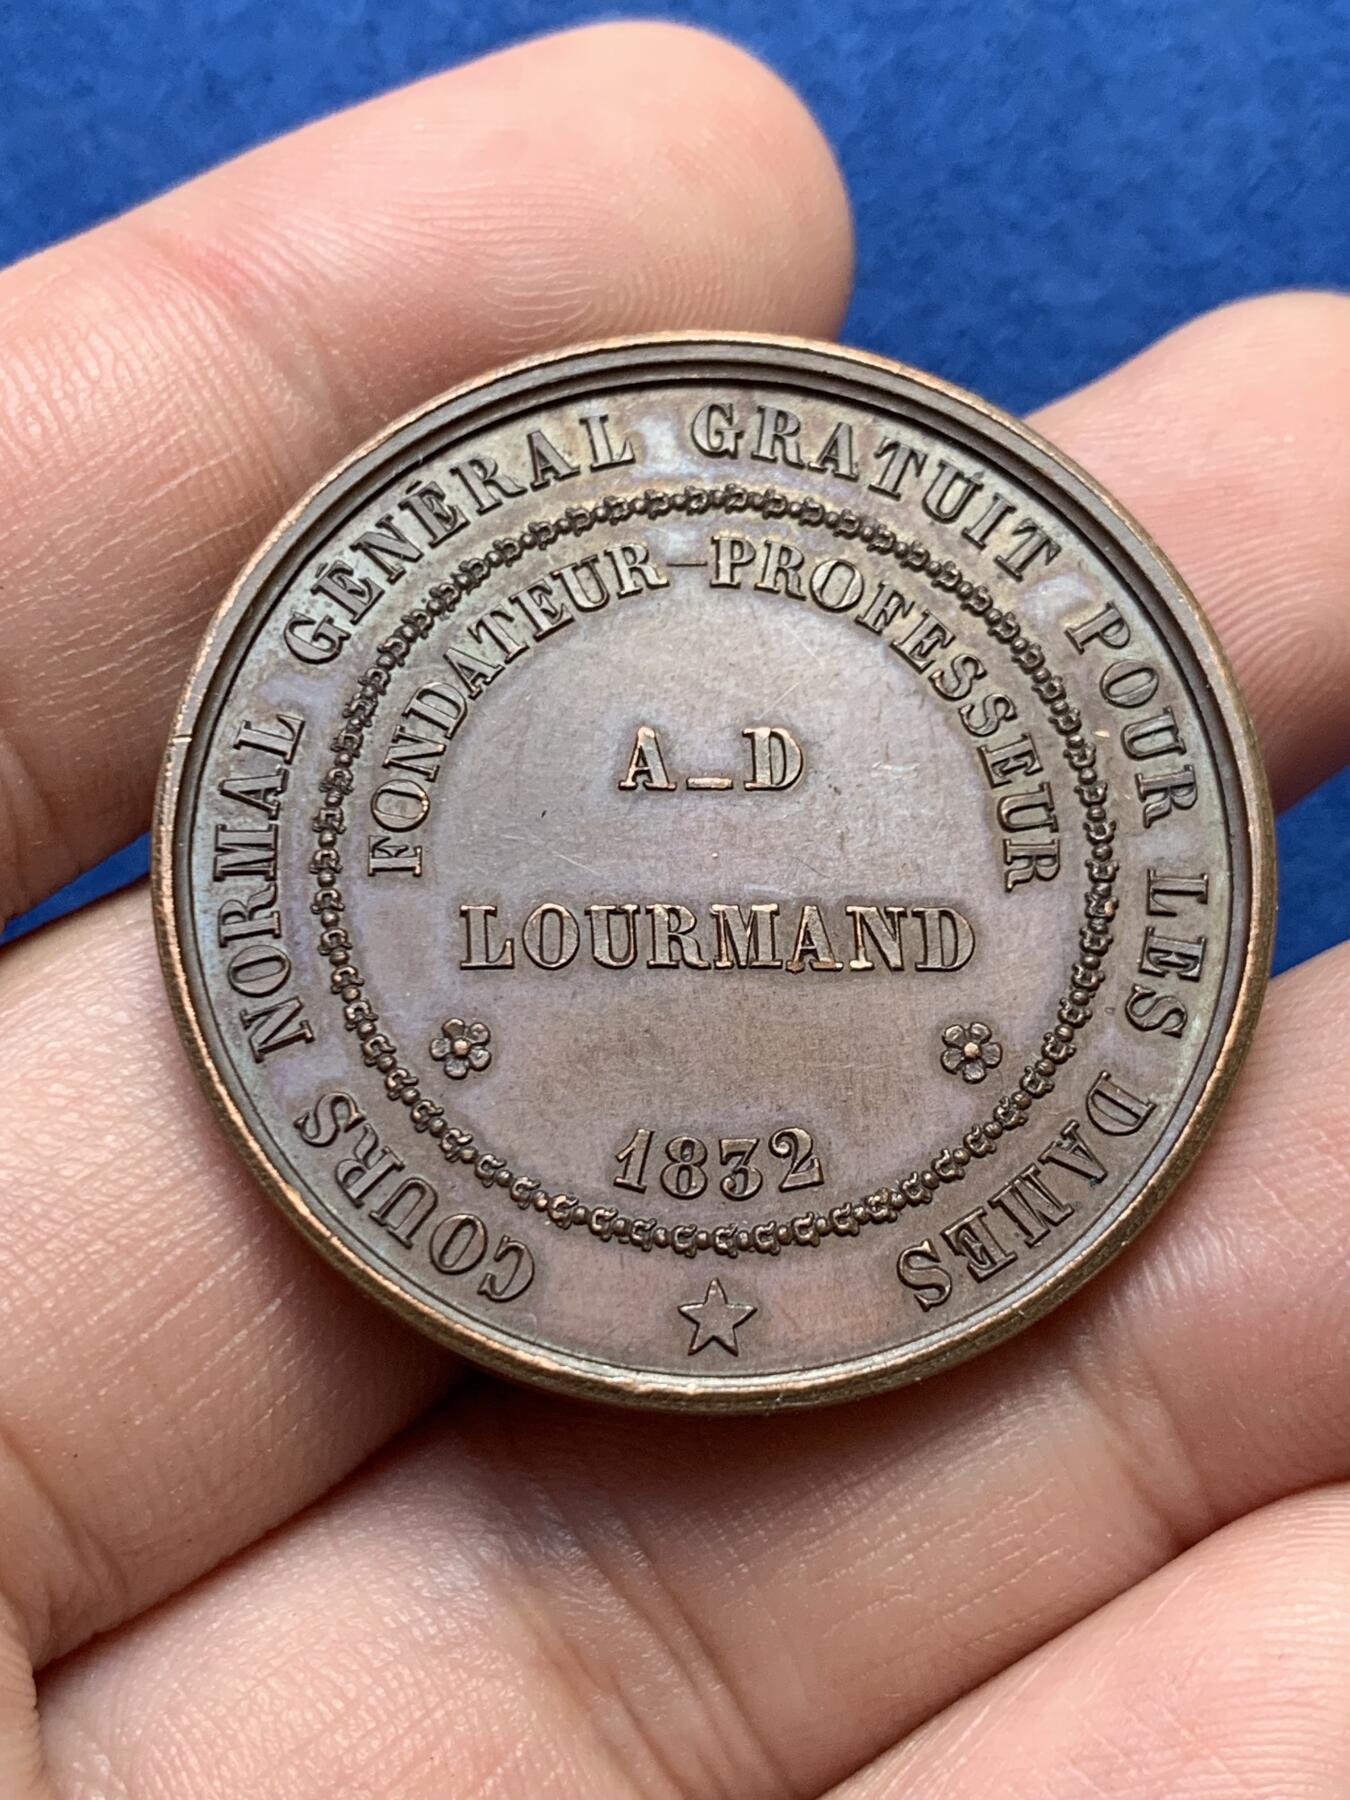 COURS NORMAL GÉNÉRAL GRATUIT POUR LES DAMES
FONDATEUR-PROFESSEUR
A_D
LOURMAND
1832